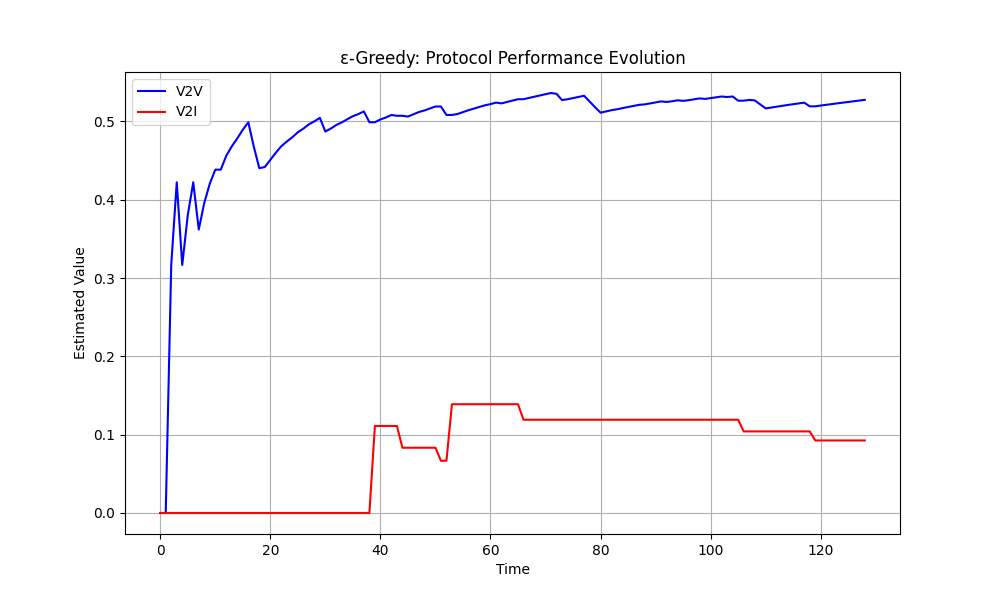 ε-Greedy: Protocol Performance Evolution
V2V
V2I
Estimated Value
0.5
0.4
0.3
0.2
0.1
0.0
0 20 40 60 80 100 120
Time